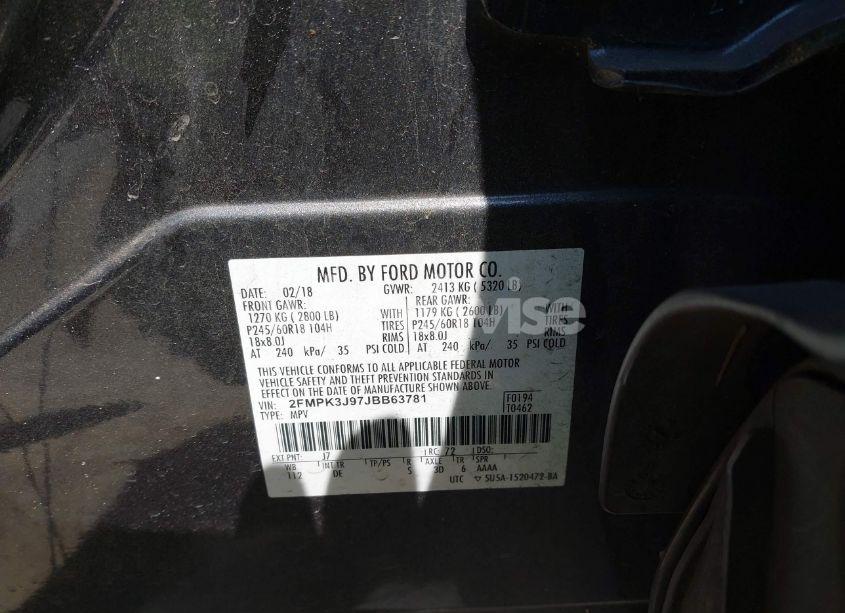 MFD. BY FORD MOTOR CO.
DATE: 02/18 GVWR: 2413 KG ( 5320 LB)
FRONT GAWR: REAR GAWR:
1270 KG ( 2800 LB) WITH 1179 KG ( 2600 LB) WITH
P245/60R18 104H TIRES P245/60R18 104H TIRES
18x8.0J RIMS 18x8.0J RIMS
AT 240 kPa/ 35 PSI COLD AT 240 kPa/ 35 PSI COLD
THIS VEHICLE CONFORMS TO ALL APPLICABLE FEDERAL MOTOR
VEHICLE SAFETY AND THEFT PREVENTION STANDARDS IN
EFFECT ON THE DATE OF MANUFACTURE SHOWN ABOVE.
VIN: 2FMPK3J97JBB63781 F0194
TYPE: MPV T0462
EXT PNT: J7 RC: 72 DSO:
WB INT TR TP/PS R AXLE TR SPR
112 DE S 3D 6 AAAA
UTC 5U5A-1520472-BA